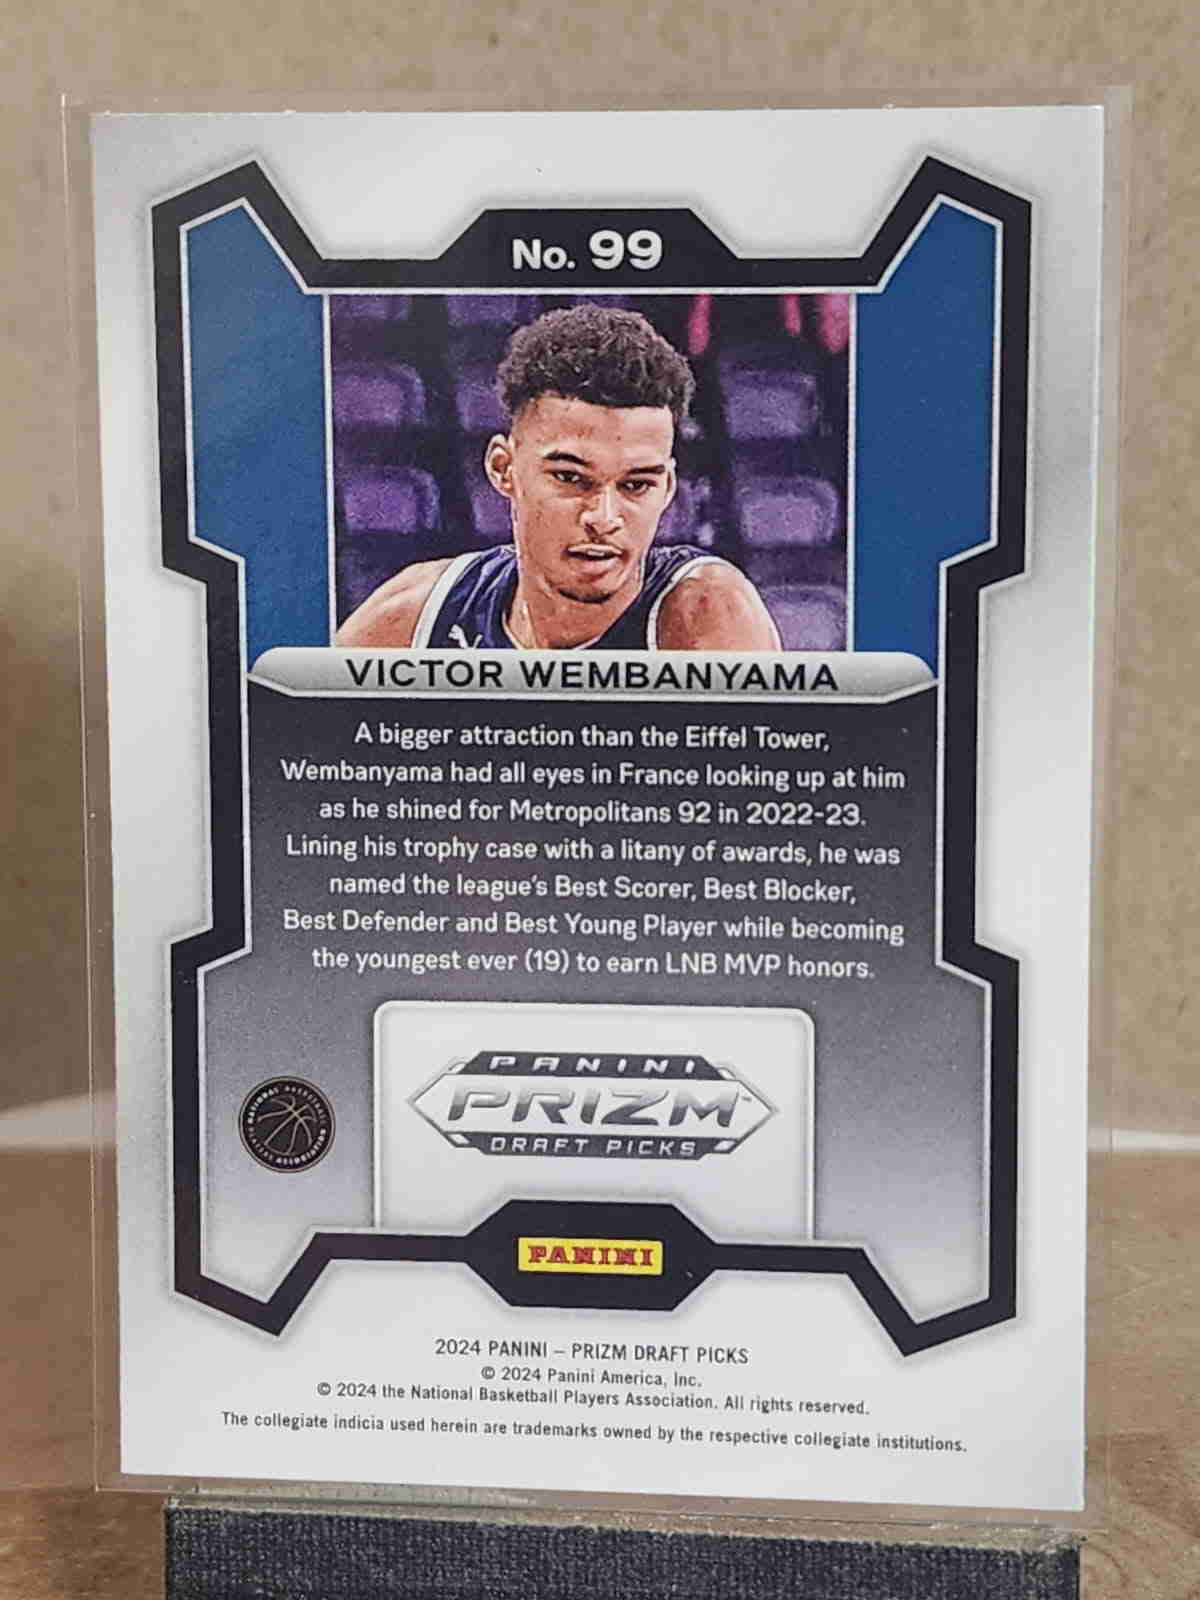 No. 99
VICTOR WEMBANYAMA
A bigger attraction than the Eiffel Tower,
Wembanyama had all eyes in France looking up at him
as he shined for Metropolitans 92 in 2022-23.
Lining his trophy case with a litany of awards, he was
named the league's Best Scorer, Best Blocker,
Best Defender and Best Young Player while becoming
the youngest ever (19) to earn LNB MVP honors.
PANINI
PRIZM™
DRAFT PICKS
NATIONAL BASKETBALL
PLAYERS ASSOCIATION
PANINI
2024 PANINI – PRIZM DRAFT PICKS
© 2024 Panini America, Inc.
© 2024 the National Basketball Players Association. All rights reserved.
The collegiate indicia used herein are trademarks owned by the respective collegiate institutions.